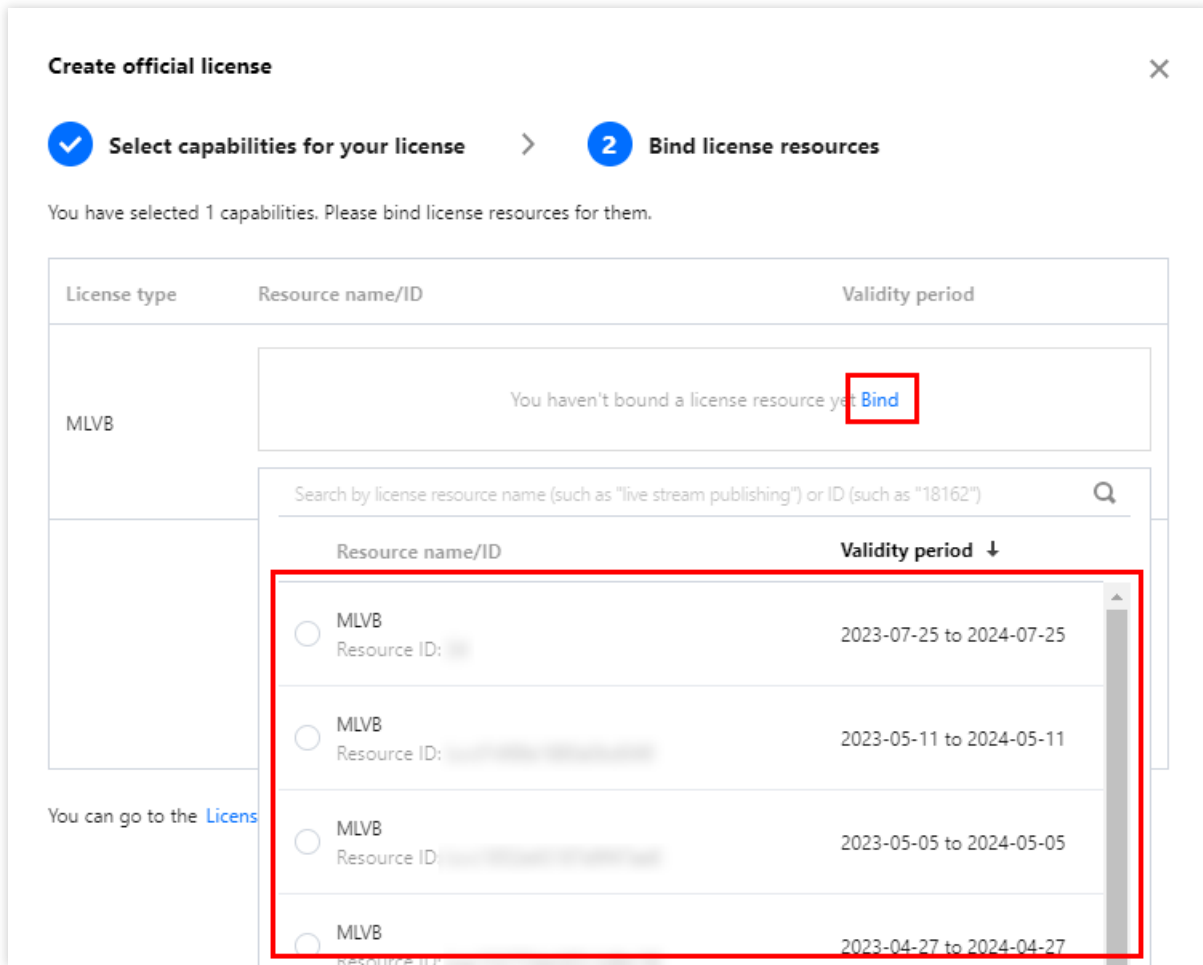 Create official license
Select capabilities for your license
2 Bind license resources
You have selected 1 capabilities. Please bind license resources for them.
License type Resource name/ID Validity period
MLVB
You haven't bound a license resource yet Bind
Search by license resource name (such as "live stream publishing") or ID (such as "18162")
Resource name/ID Validity period ↓
MLVB
Resource ID:
2023-07-25 to 2024-07-25
MLVB
Resource ID:
2023-05-11 to 2024-05-11
MLVB
Resource ID:
2023-05-05 to 2024-05-05
MLVB
Resource ID:
2023-04-27 to 2024-04-27
You can go to the Licens